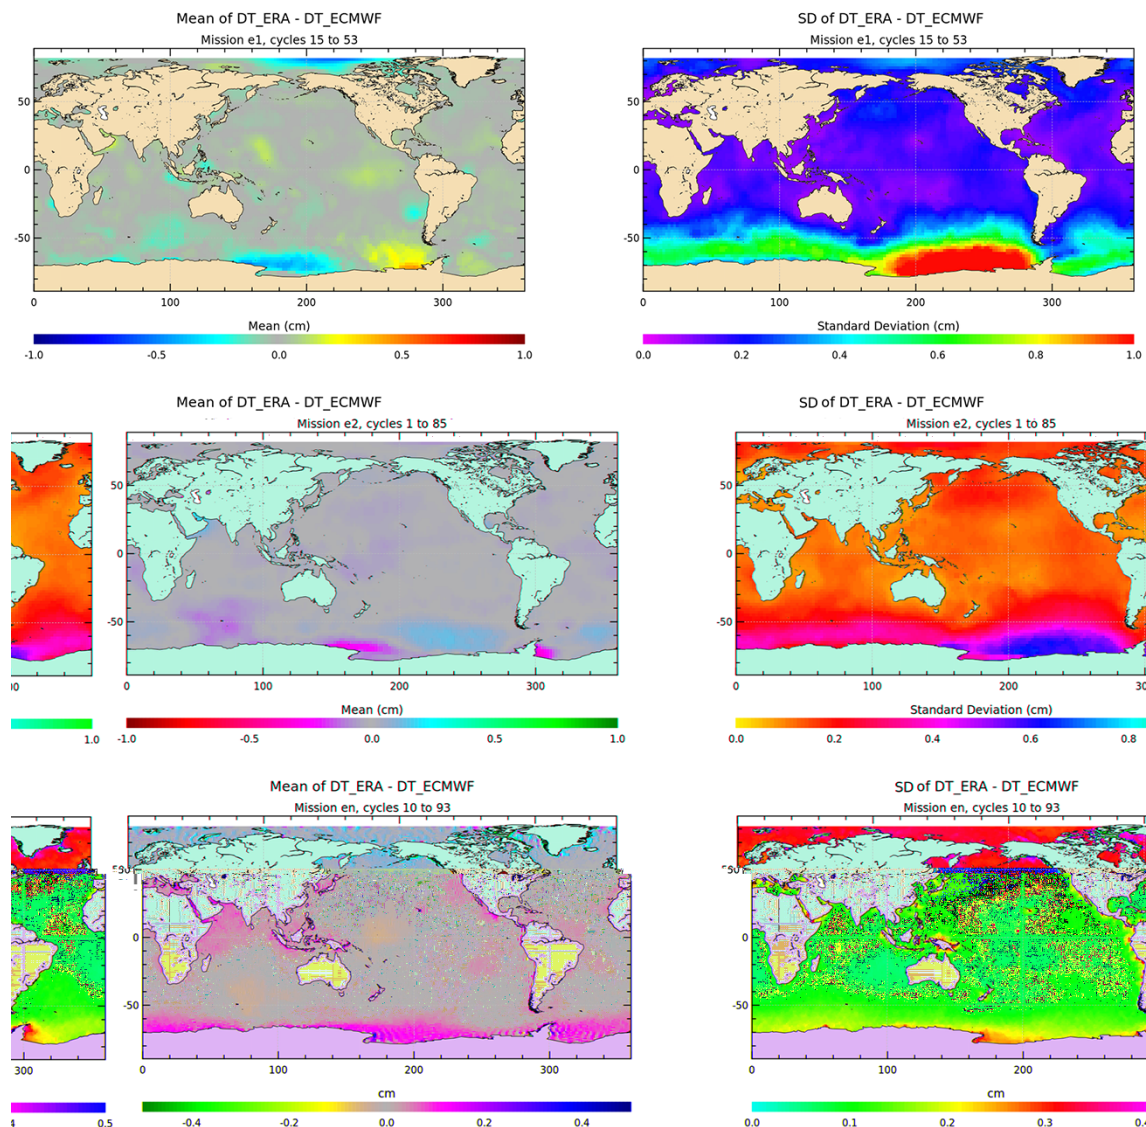 Mean of DT_ERA - DT_ECMWF
SD of DT_ERA - DT_ECMWF
Mission e1, cycles 15 to 53
Mission e1, cycles 15 to 53
50
0
-50
50
0
-50
0 100 200 300
0 100 200 300
Mean (cm)
Standard Deviation (cm)
-1.0 -0.5 0.0 0.5 1.0
0.0 0.2 0.4 0.6 0.8 1.0
Mean of DT_ERA - DT_ECMWF
SD of DT_ERA - DT_ECMWF
Mission e2, cycles 1 to 85
Mission e2, cycles 1 to 85
50
0
-50
50
0
-50
00 0 100 200 300
0 100 200 300
Mean (cm)
Standard Deviation (cm)
1.0 -1.0 -0.5 0.0 0.5 1.0
0.0 0.2 0.4 0.6 0.8
Mean of DT_ERA - DT_ECMWF
SD of DT_ERA - DT_ECMWF
Mission en, cycles 10 to 93
Mission en, cycles 10 to 93
0
-50
50
0
-50
300 0 100 200 300
0 100 200 300
cm
cm
4 0.5 -0.4 -0.2 0.0 0.2 0.4
0.0 0.1 0.2 0.3 0.4